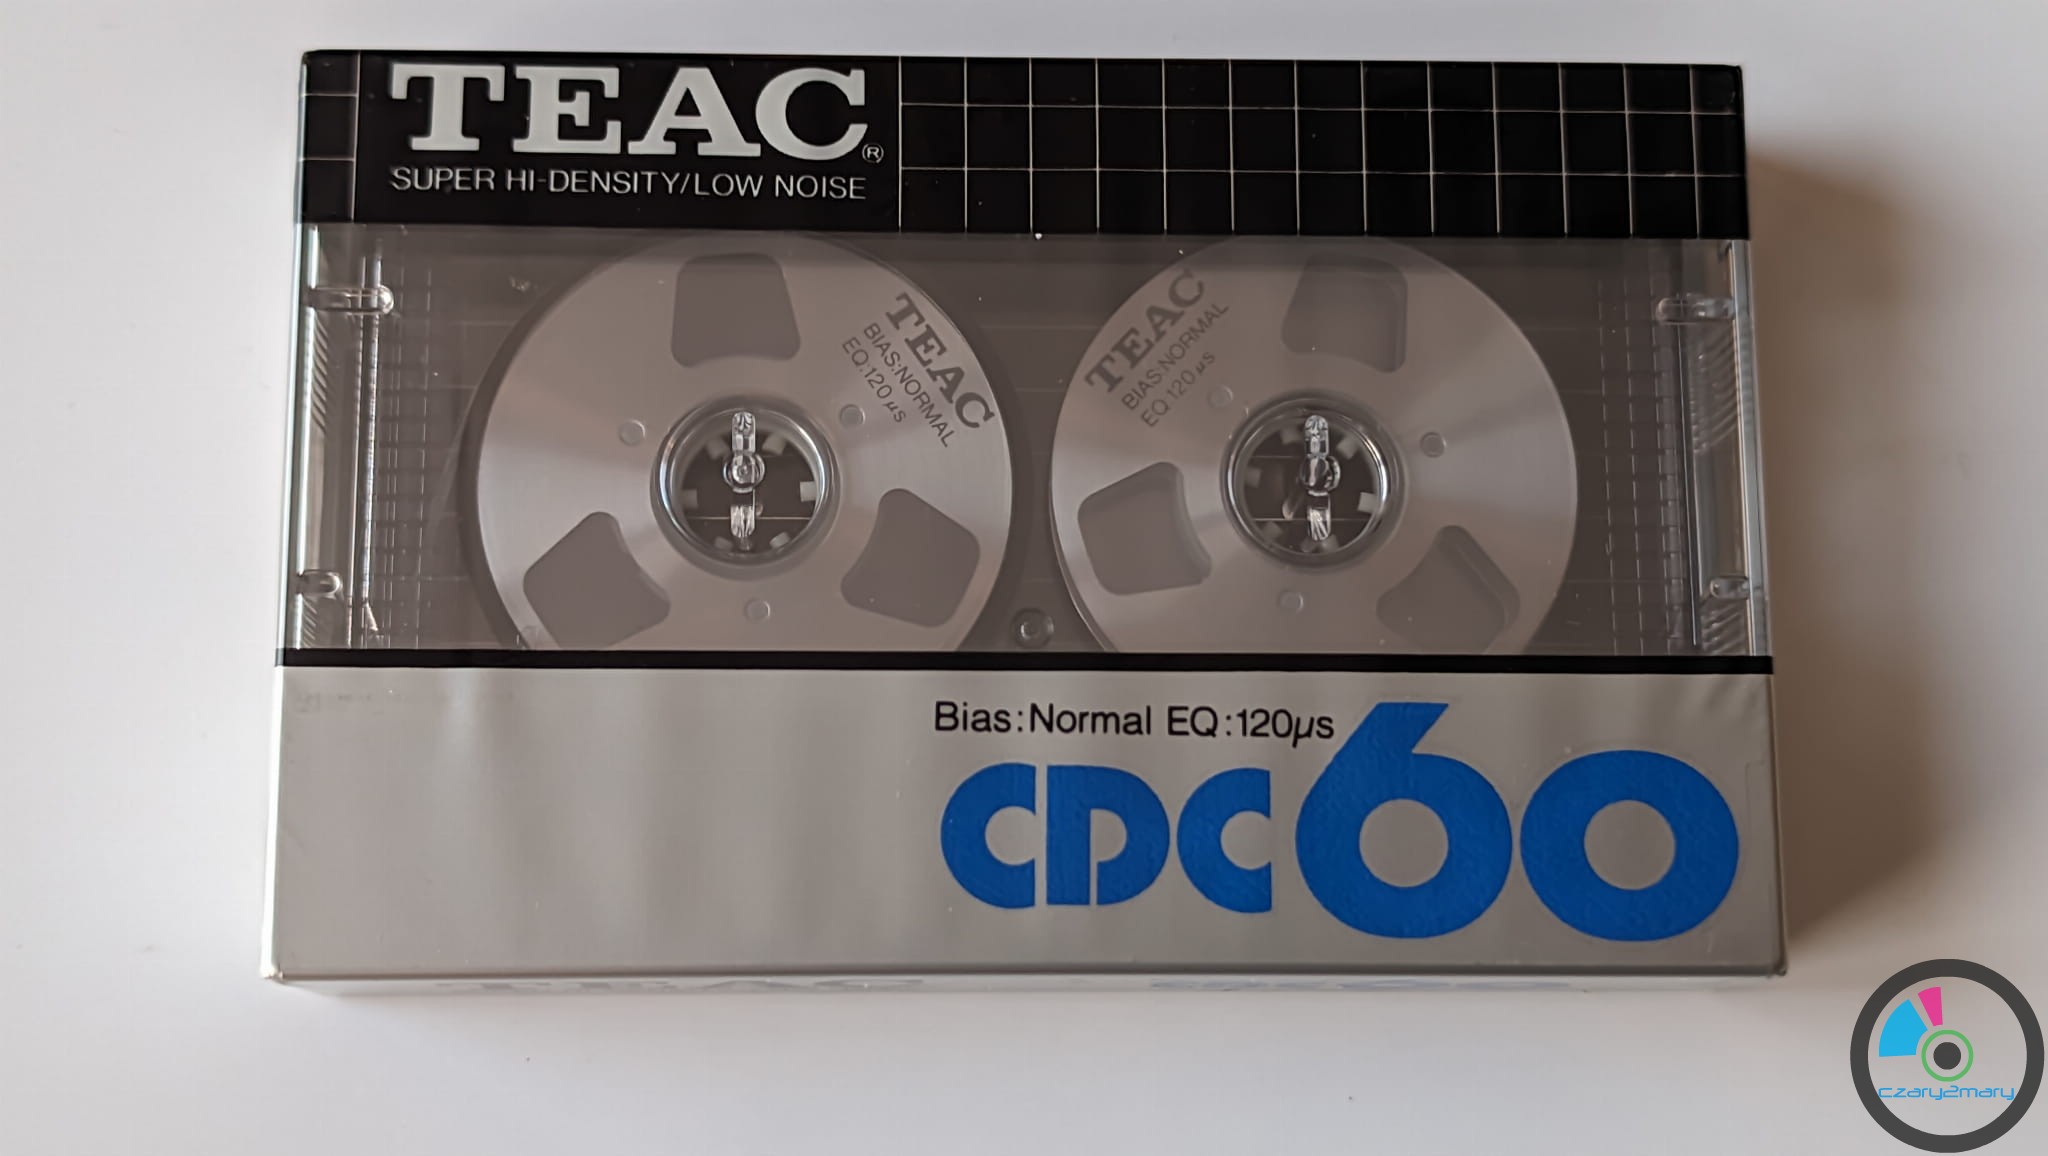 TEAC®
SUPER HI-DENSITY/LOW NOISE
TEAC
BIAS:NORMAL
EQ:120μs
TEAC
BIAS:NORMAL
EQ:120μs
Bias:Normal EQ:120μs
CDC60
czary2mary